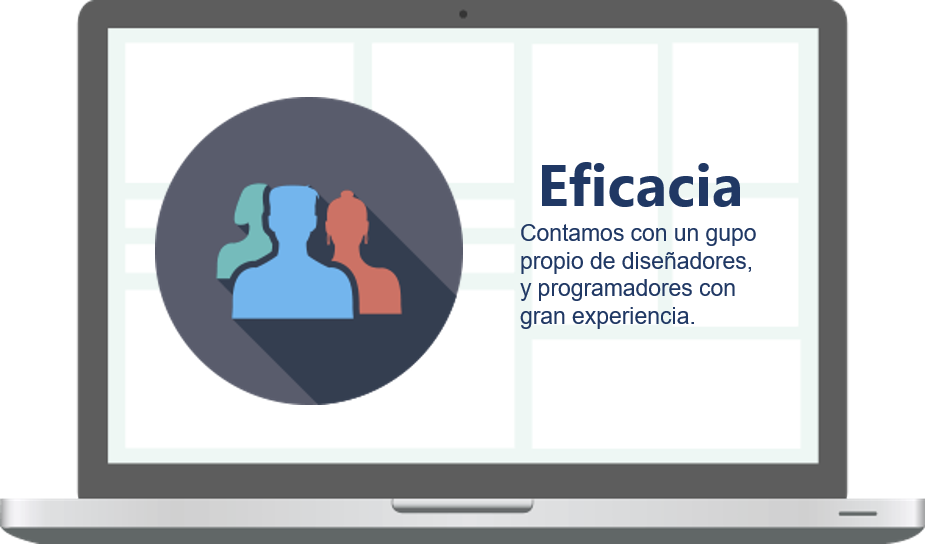 Eficacia
Contamos con un gupo
propio de diseñadores,
y programadores con
gran experiencia.